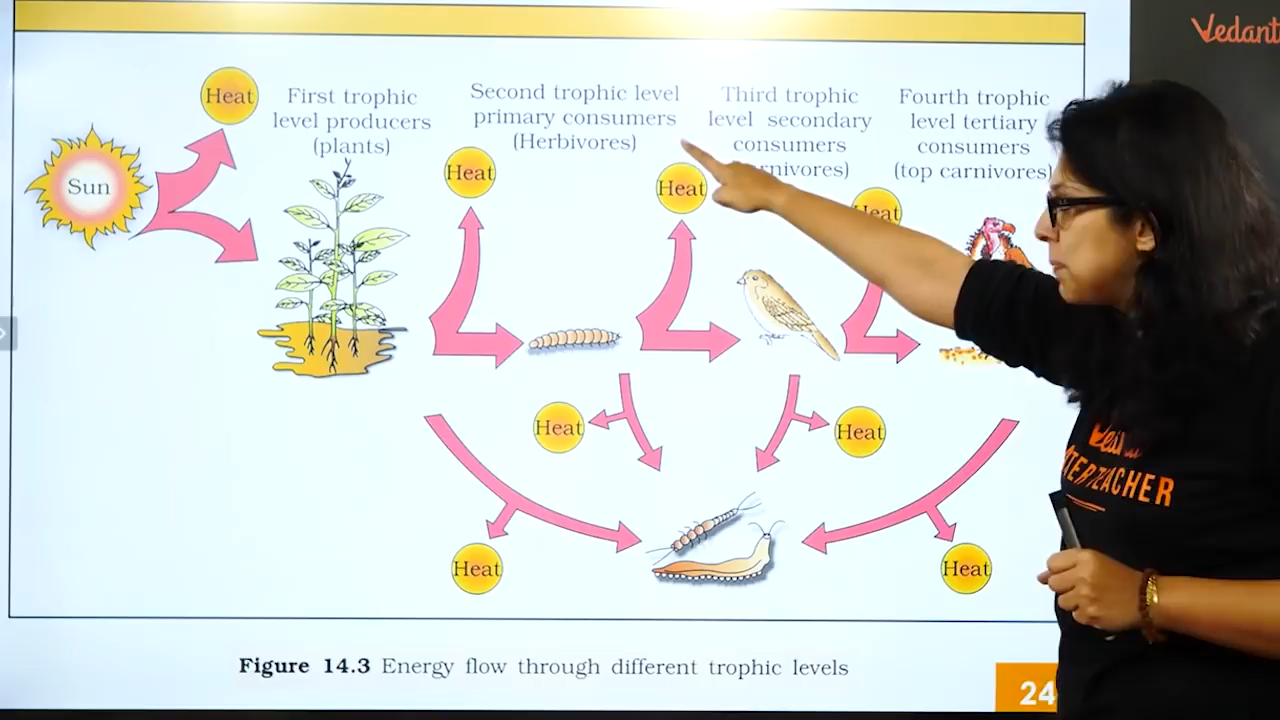 Heat
First trophic
level producers
(plants)
Second trophic level
primary consumers
(Herbivores)
Third trophic
level secondary
consumers
Fourth trophic
level tertiary
consumers
(top carnivores)
Sun
Heat
Heat
Heat
Heat
Heat
Heat
Heat
Figure 14.3 Energy flow through different trophic levels
24